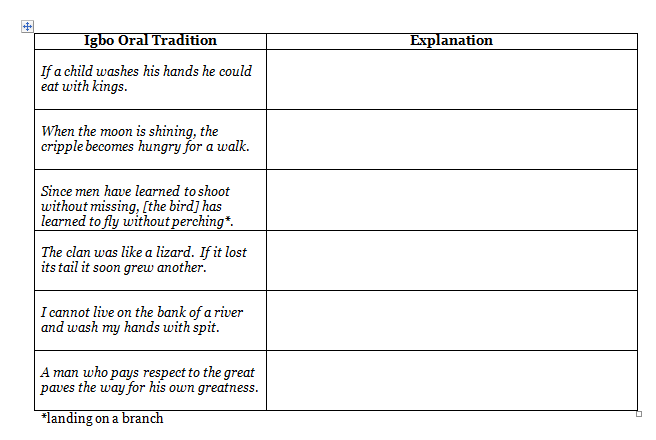 Igbo Oral Tradition
Explanation
If a child washes his hands he could
eat with kings.
When the moon is shining, the
cripple becomes hungry for a walk.
Since men have learned to shoot
without missing, [the bird] has
learned to fly without perching*.
The clan was like a lizard. If it lost
its tail it soon grew another.
I cannot live on the bank of a river
and wash my hands with spit.
A man who pays respect to the great
paves the way for his own greatness.
*landing on a branch